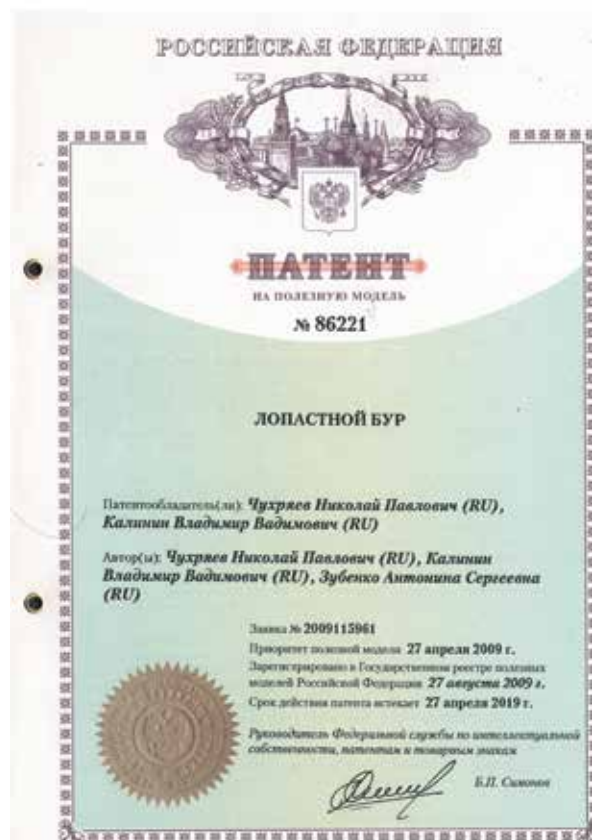 РОССИЙСКАЯ ФЕДЕРАЦИЯ
ПАТЕНТ
НА ПОЛЕЗНУЮ МОДЕЛЬ
№ 86221
ЛОПАСТНОЙ БУР
Патентообладатель(ли): Чухряев Николай Павлович (RU),
Калинин Владимир Вадимович (RU)
Автор(ы): Чухряев Николай Павлович (RU), Калинин
Владимир Вадимович (RU), Зубенко Антонина Сергеевна
(RU)
Заявка № 2009115961
Приоритет полезной модели 27 апреля 2009 г.
Зарегистрировано в Государственном реестре полезных
моделей Российской Федерации 27 августа 2009 г.
Срок действия патента истекает 27 апреля 2019 г.
Руководитель Федеральной службы по интеллектуальной
собственности, патентам и товарным знакам
Б.П. Симонов